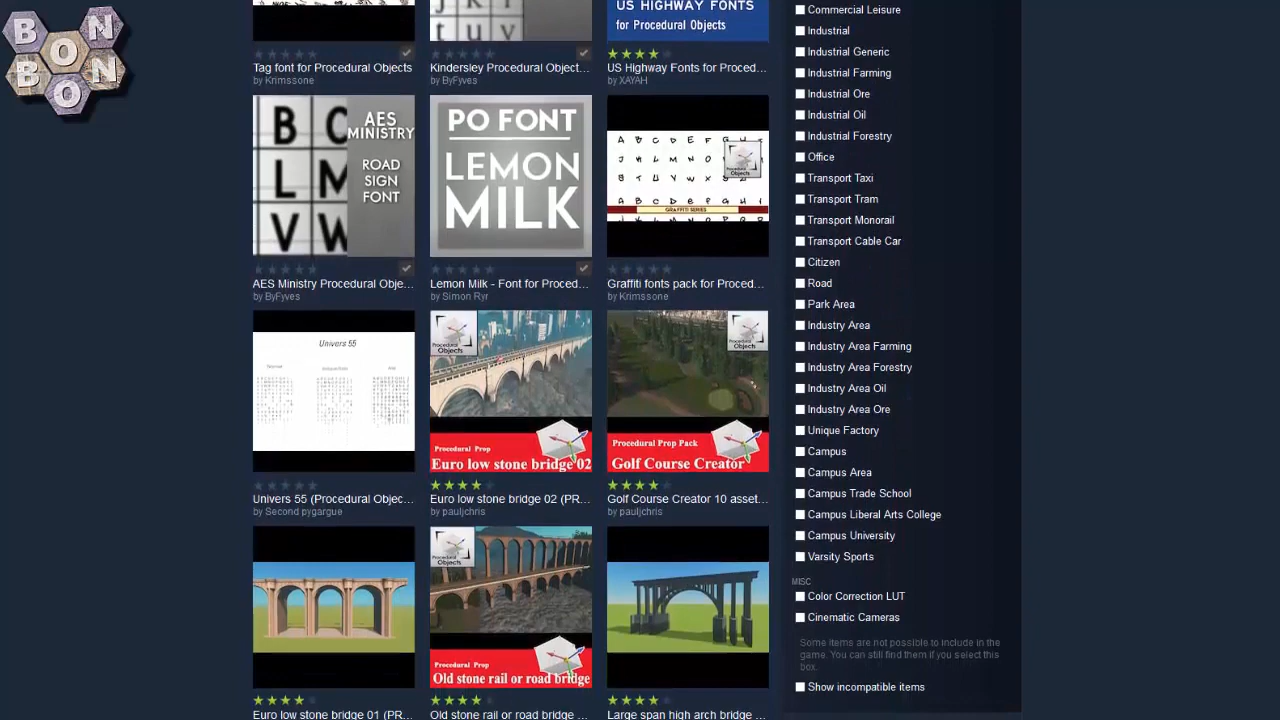 BON
BON
US HIGHWAY FONTS
for Procedural Objects
Tag font for Procedural Objects
by Krimssone
Kindersley Procedural Object...
by ByFyves
US Highway Fonts for Proced...
by XAYAH
B
L M
V W
AES
MINISTRY
ROAD
SIGN
FONT
PO FONT
LEMON
MILK
Procedural
Objects
GRAFFITI SERIES
AES Ministry Procedural Obje...
by ByFyves
Lemon Milk - Font for Proced...
by Simon Ryr
Graffiti fonts pack for Proced...
by Krimssone
Univers 55
Procedural
Objects
Procedural Prop
Euro low stone bridge 02
Procedural
Objects
Procedural Prop Pack
Golf Course Creator
Univers 55 (Procedural Objec...
by Second pygargue
Euro low stone bridge 02 (PR...
by pauljchris
Golf Course Creator 10 asset...
by pauljchris
Procedural
Objects
Procedural Prop
Old stone rail or road bridge
Euro low stone bridge 01 (PR...
Old stone rail or road bridge ...
Large span high arch bridge ...
Commercial Leisure
Industrial
Industrial Generic
Industrial Farming
Industrial Ore
Industrial Oil
Industrial Forestry
Office
Transport Taxi
Transport Tram
Transport Monorail
Transport Cable Car
Citizen
Road
Park Area
Industry Area
Industry Area Farming
Industry Area Forestry
Industry Area Oil
Industry Area Ore
Unique Factory
Campus
Campus Area
Campus Trade School
Campus Liberal Arts College
Campus University
Varsity Sports
MISC
Color Correction LUT
Cinematic Cameras
Some items are not possible to include in the
game. You can still find them if you select this
box.
Show incompatible items